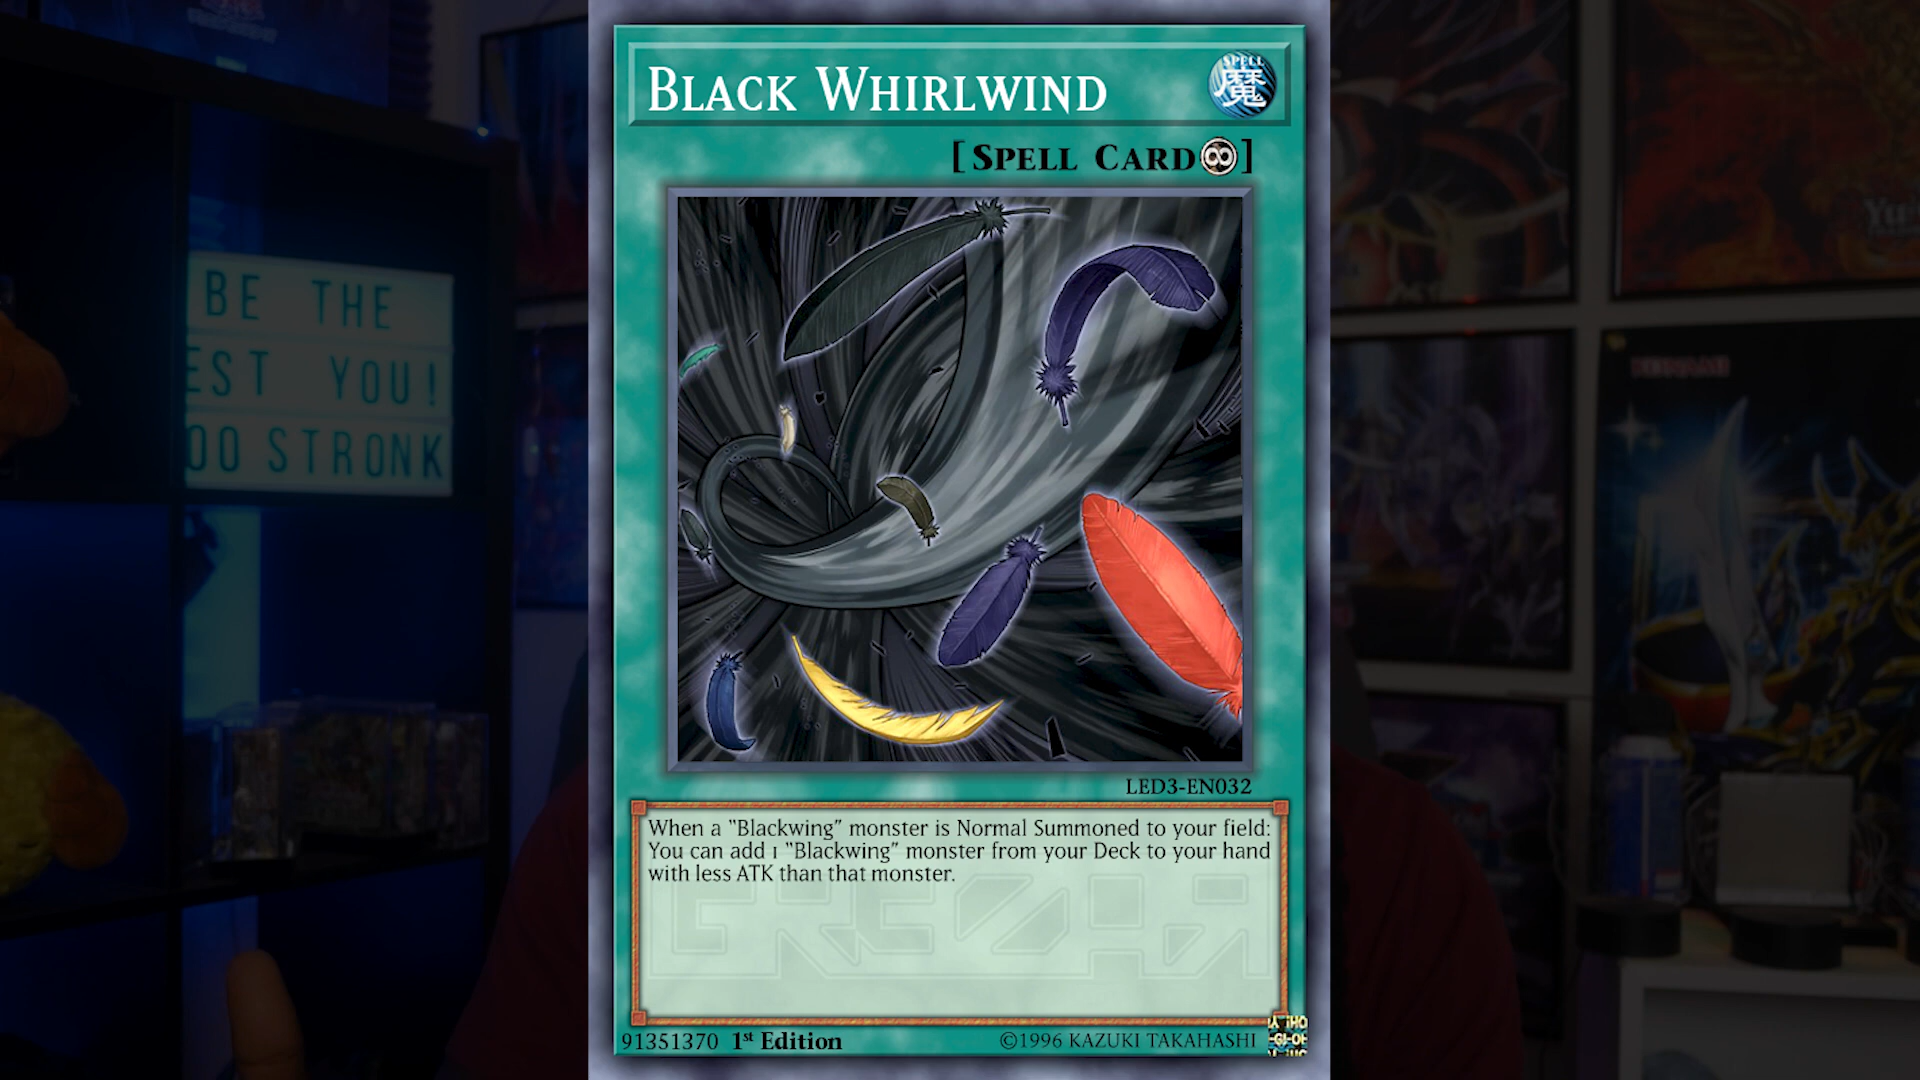 BLACK WHIRLWIND
SPELL
魔
[SPELL CARD]
BE THE
EST YOU!
OO STRONK
KONAMI
LED3-EN032
When a "Blackwing" monster is Normal Summoned to your field:
You can add 1 "Blackwing" monster from your Deck to your hand
with less ATK than that monster.
91351370 1st Edition ©1996 KAZUKI TAKAHASHI